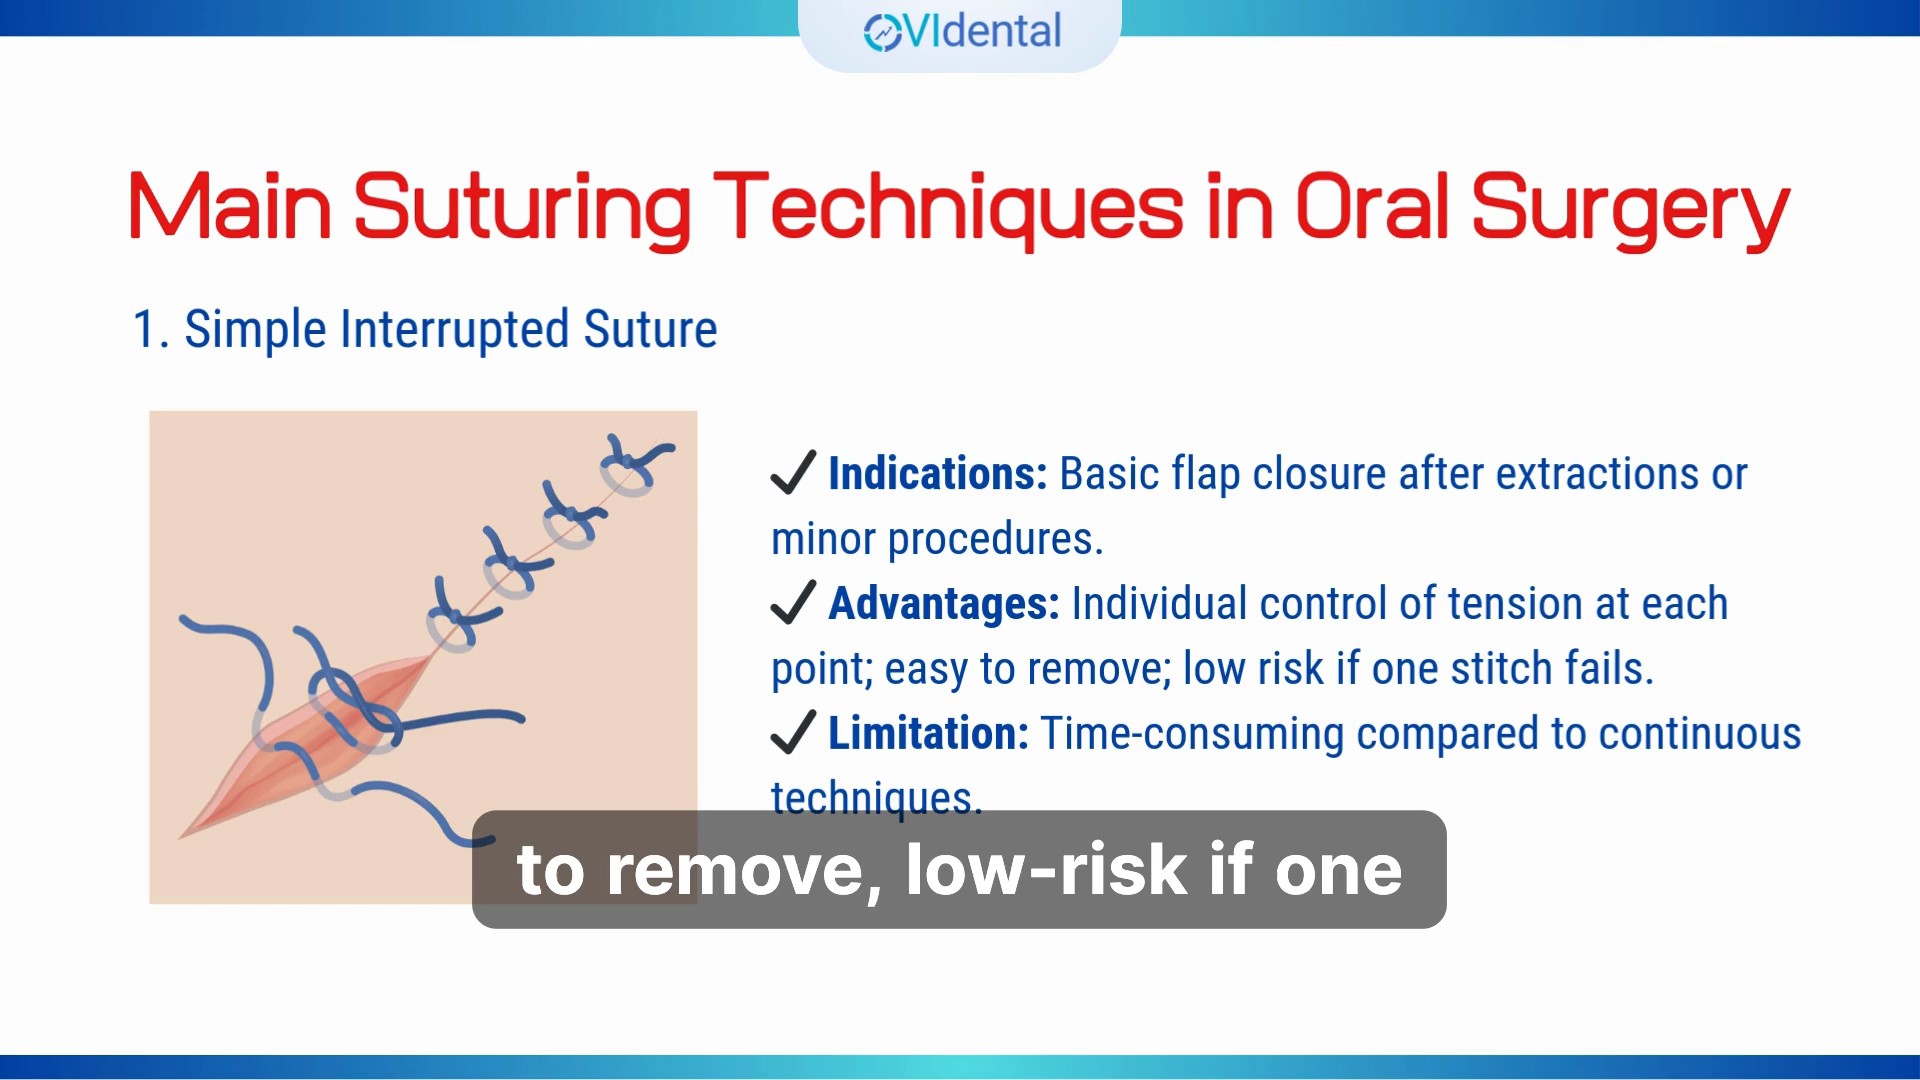 VIdental
Main Suturing Techniques in Oral Surgery
1. Simple Interrupted Suture
Indications: Basic flap closure after extractions or
minor procedures.
Advantages: Individual control of tension at each
point; easy to remove; low risk if one stitch fails.
Limitation: Time-consuming compared to continuous
techniques.
to remove, low-risk if one